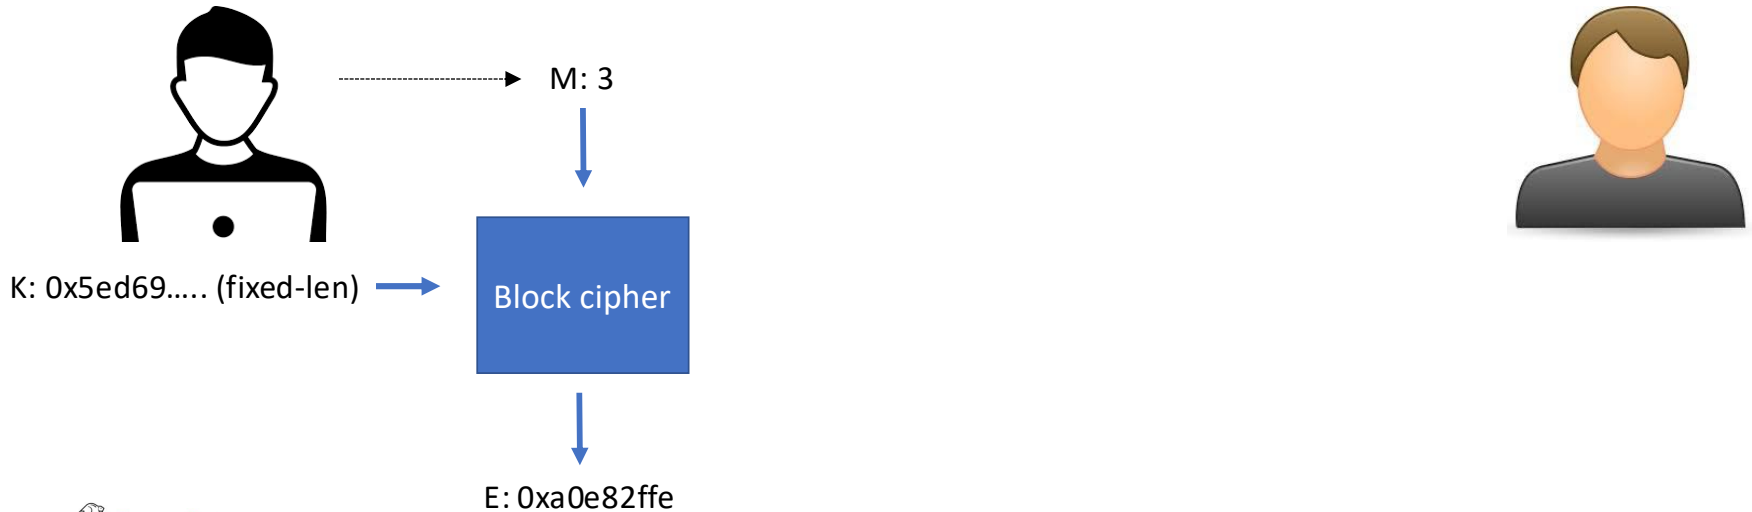 M: 3
K: 0x5ed69..... (fixed-len)
Block cipher
E: 0xa0e82ffe